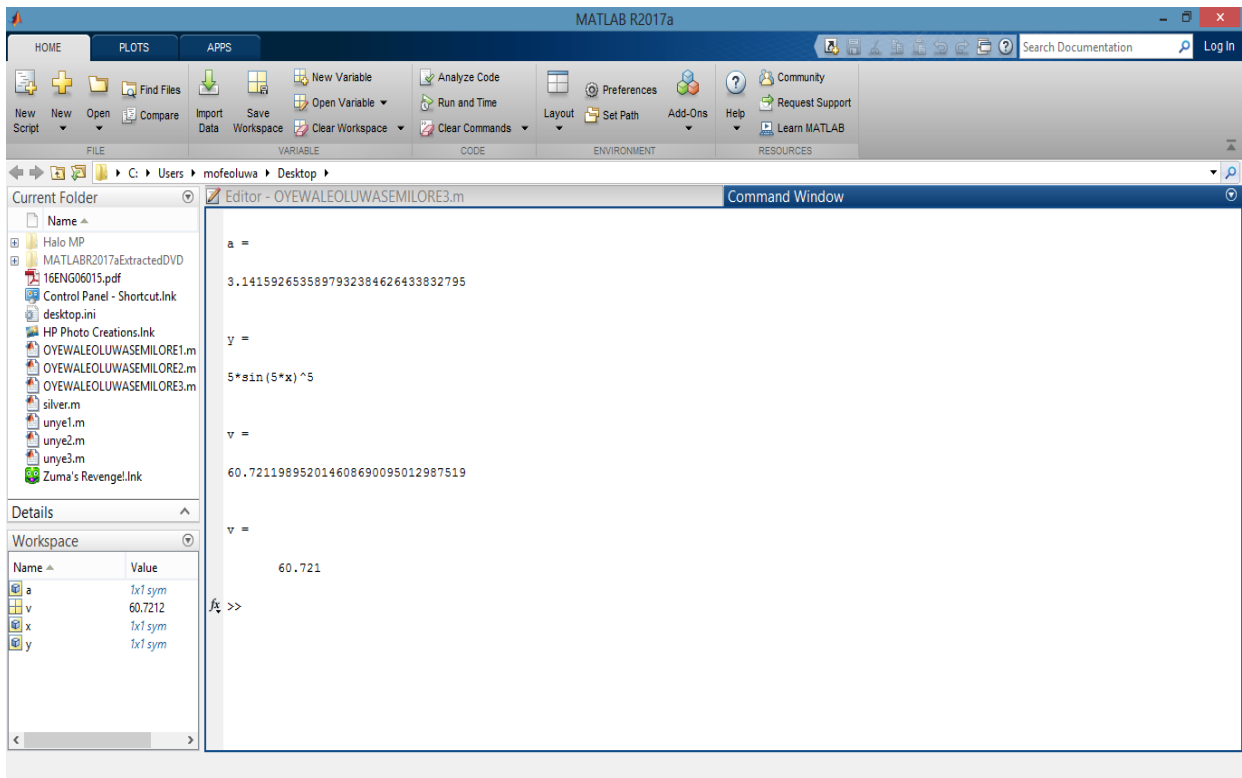 MATLAB R2017a
HOME PLOTS APPS Search Documentation Log In
New Script New Open Find Files Compare Import Data Save Workspace New Variable Open Variable Clear Workspace Analyze Code Run and Time Clear Commands Layout Preferences Set Path Add-Ons Help Community Request Support Learn MATLAB
FILE VARIABLE CODE ENVIRONMENT RESOURCES
C: Users mofeoluwa Desktop
Current Folder
Name
Halo MP
MATLABR2017aExtractedDVD
16ENG06015.pdf
Control Panel - Shortcut.lnk
desktop.ini
HP Photo Creations.lnk
OYEWALEOLUWASEMILORE1.m
OYEWALEOLUWASEMILORE2.m
OYEWALEOLUWASEMILORE3.m
silver.m
unye1.m
unye2.m
unye3.m
Zuma's Revenge!.lnk
Details
Workspace
Name Value
a 1x1 sym
v 60.7212
x 1x1 sym
y 1x1 sym
Editor - OYEWALEOLUWASEMILORE3.m
Command Window
a =
3.1415926535897932384626433832795
y =
5*sin(5*x)^5
v =
60.721198952014608690095012987519
v =
60.721
fx >>